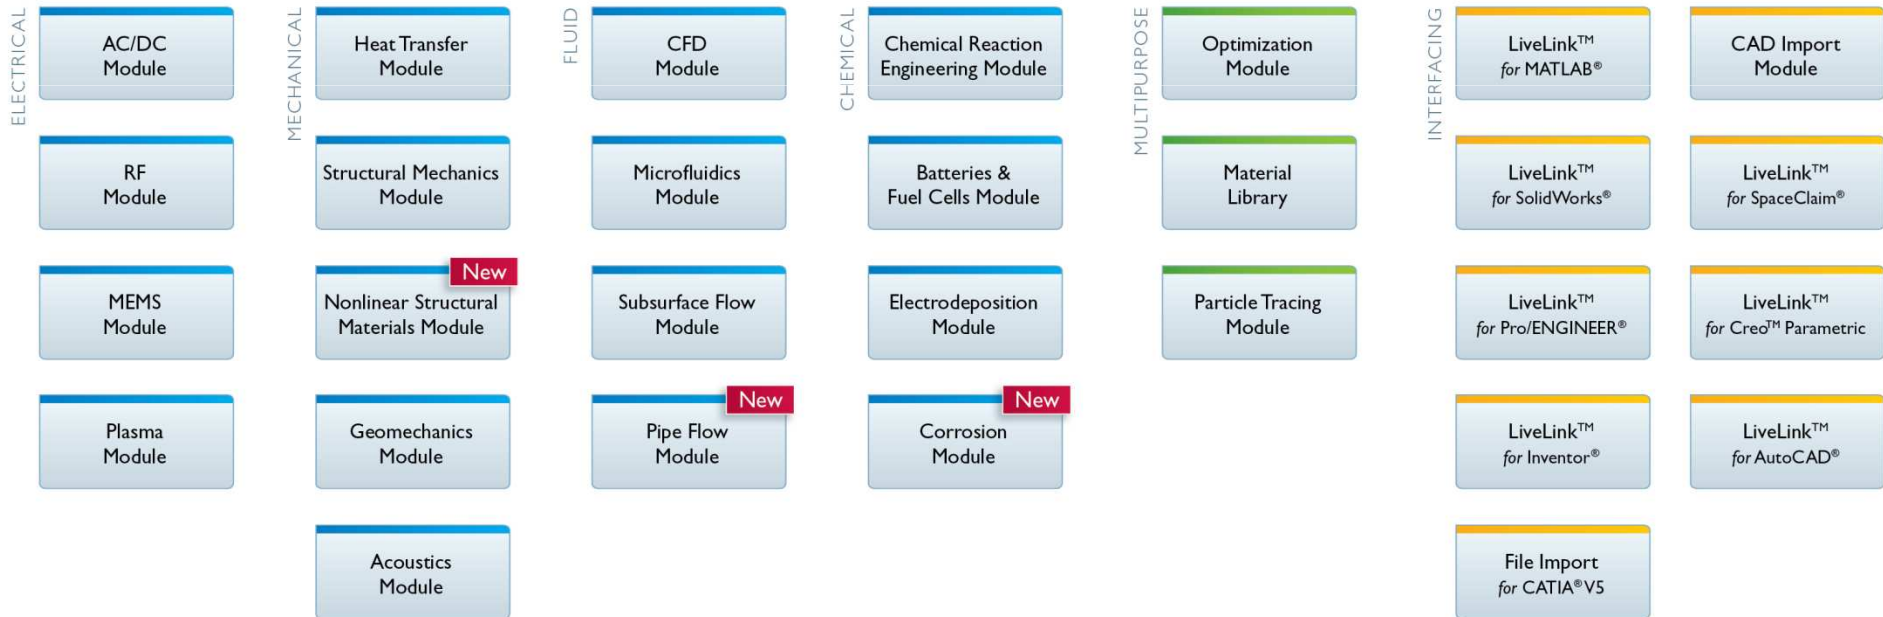 ELECTRICAL
AC/DC
Module
RF
Module
MEMS
Module
Plasma
Module
MECHANICAL
Heat Transfer
Module
Structural Mechanics
Module
New
Nonlinear Structural
Materials Module
Geomechanics
Module
Acoustics
Module
FLUID
CFD
Module
Microfluidics
Module
Subsurface Flow
Module
New
Pipe Flow
Module
CHEMICAL
Chemical Reaction
Engineering Module
Batteries &
Fuel Cells Module
Electrodeposition
Module
New
Corrosion
Module
MULTIPURPOSE
Optimization
Module
Material
Library
Particle Tracing
Module
INTERFACING
LiveLink™
for MATLAB®
CAD Import
Module
LiveLink™
for SolidWorks®
LiveLink™
for SpaceClaim®
LiveLink™
for Pro/ENGINEER®
LiveLink™
for Creo™ Parametric
LiveLink™
for Inventor®
LiveLink™
for AutoCAD®
File Import
for CATIA® V5